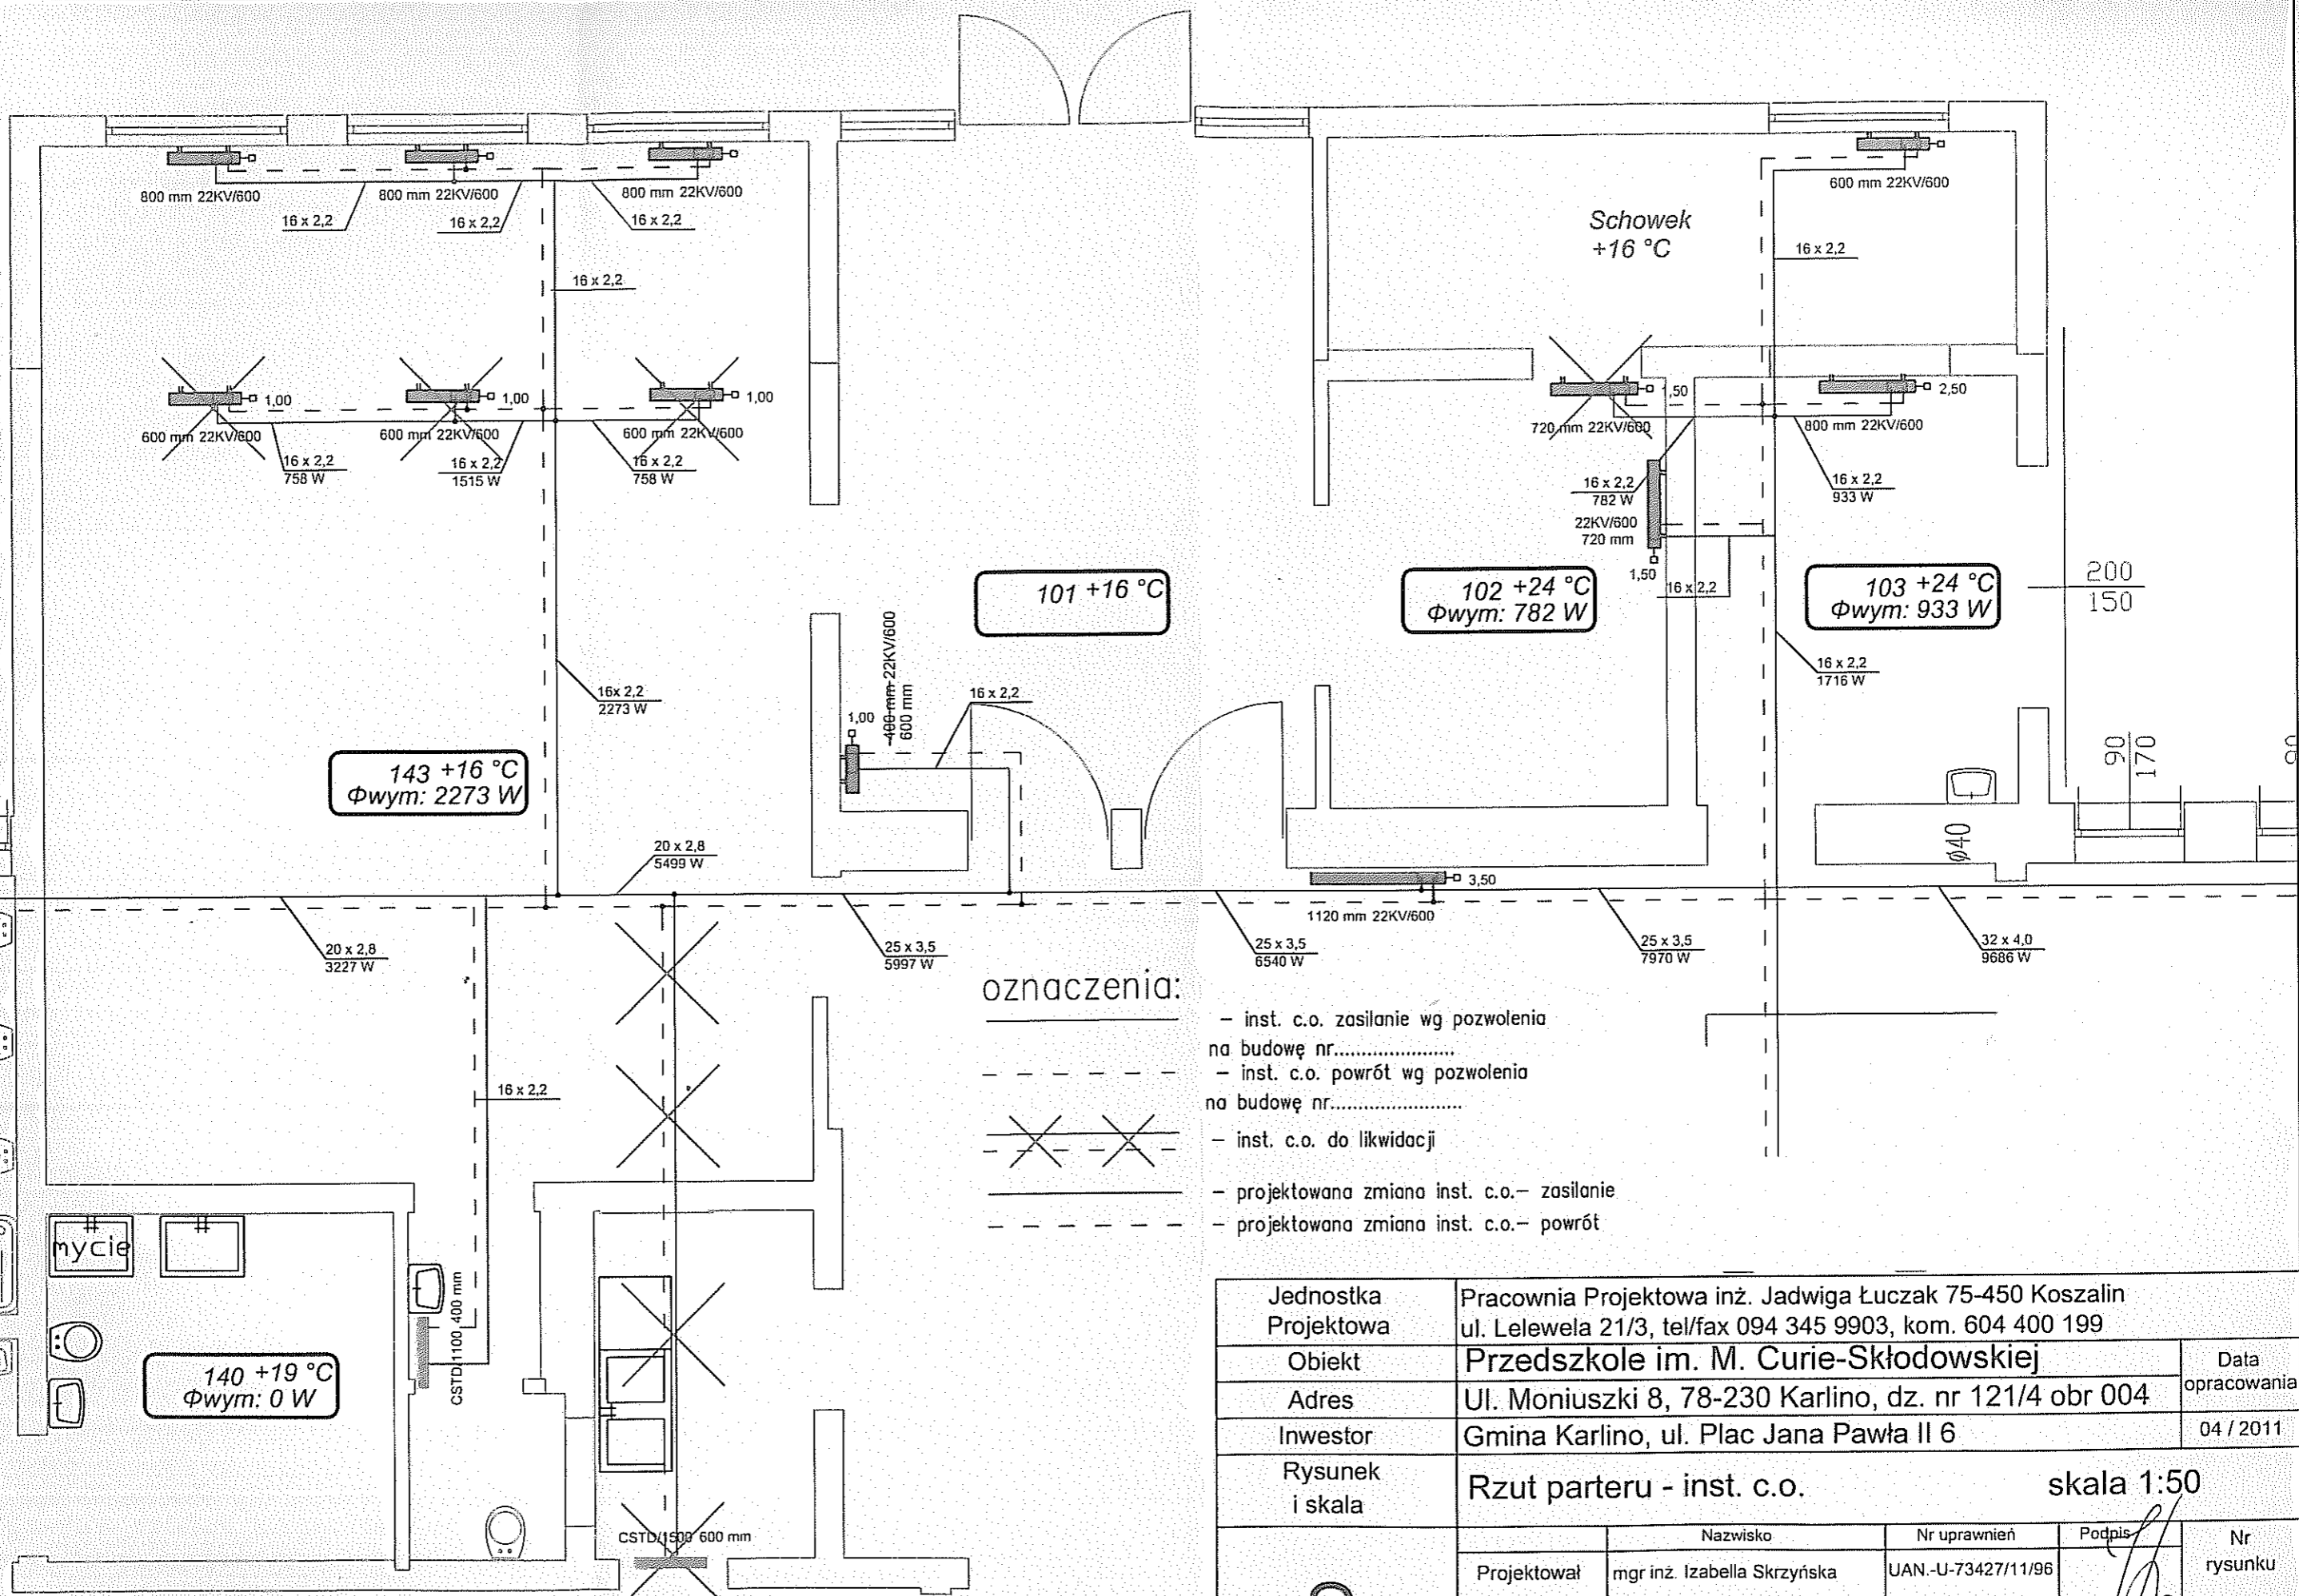 800 mm 22KV/600
800 mm 22KV/600
800 mm 22KV/600
600 mm 22KV/600
16 x 2,2
16 x 2,2
16 x 2,2
Schowek
+16 °C
16 x 2,2
16 x 2,2
1,00
1,00
1,00
,50
2,50
600 mm 22KV/600
600 mm 22KV/600
600 mm 22KV/600
720 mm 22KV/600
800 mm 22KV/600
16 x 2,2
758 W
16 x 2,2
1515 W
16 x 2,2
758 W
16 x 2,2
782 W
16 x 2,2
933 W
22KV/600
720 mm
1,50
16 x 2,2
101 +16 °C
102 +24 °C
Φwym: 782 W
103 +24 °C
Φwym: 933 W
200
150
16x 2,2
2273 W
400 mm 22KV/600
600 mm
1,00
16 x 2,2
16 x 2,2
1716 W
90
170
90
143 +16 °C
Φwym: 2273 W
20 x 2,8
5499 W
ø40
3,50
1120 mm 22KV/600
20 x 2,8
3227 W
25 x 3,5
5997 W
25 x 3,5
6540 W
25 x 3,5
7970 W
32 x 4,0
9686 W
oznaczenia:
– inst. c.o. zasilanie wg pozwolenia
na budowę nr......................
– inst. c.o. powrót wg pozwolenia
na budowę nr........................
– inst. c.o. do likwidacji
– projektowana zmiana inst. c.o.– zasilanie
– projektowana zmiana inst. c.o.– powrót
16 x 2,2
mycie
CSTD/1100 400 mm
140 +19 °C
Φwym: 0 W
CSTD/1500 600 mm
Jednostka
Projektowa
Pracownia Projektowa inż. Jadwiga Łuczak 75-450 Koszalin
ul. Lelewela 21/3, tel/fax 094 345 9903, kom. 604 400 199
Obiekt
Przedszkole im. M. Curie-Skłodowskiej
Data
opracowania
Adres
Ul. Moniuszki 8, 78-230 Karlino, dz. nr 121/4 obr 004
Inwestor
Gmina Karlino, ul. Plac Jana Pawła II 6
04 / 2011
Rysunek
i skala
Rzut parteru - inst. c.o. skala 1:50
Nazwisko
Nr uprawnień
Podpis
Nr
rysunku
Projektował
mgr inż. Izabella Skrzyńska
UAN.-U-73427/11/96